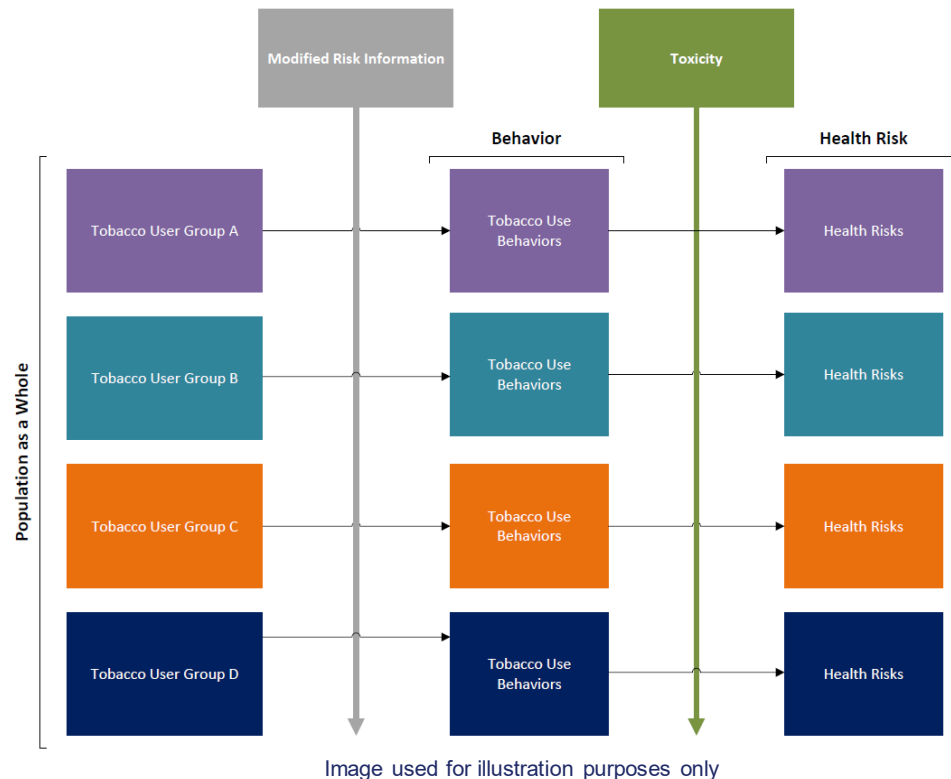 Modified Risk Information
Toxicity
Behavior
Health Risk
Population as a Whole
Tobacco User Group A
Tobacco Use
Behaviors
Health Risks
Tobacco User Group B
Tobacco Use
Behaviors
Health Risks
Tobacco User Group C
Tobacco Use
Behaviors
Health Risks
Tobacco User Group D
Tobacco Use
Behaviors
Health Risks
Image used for illustration purposes only